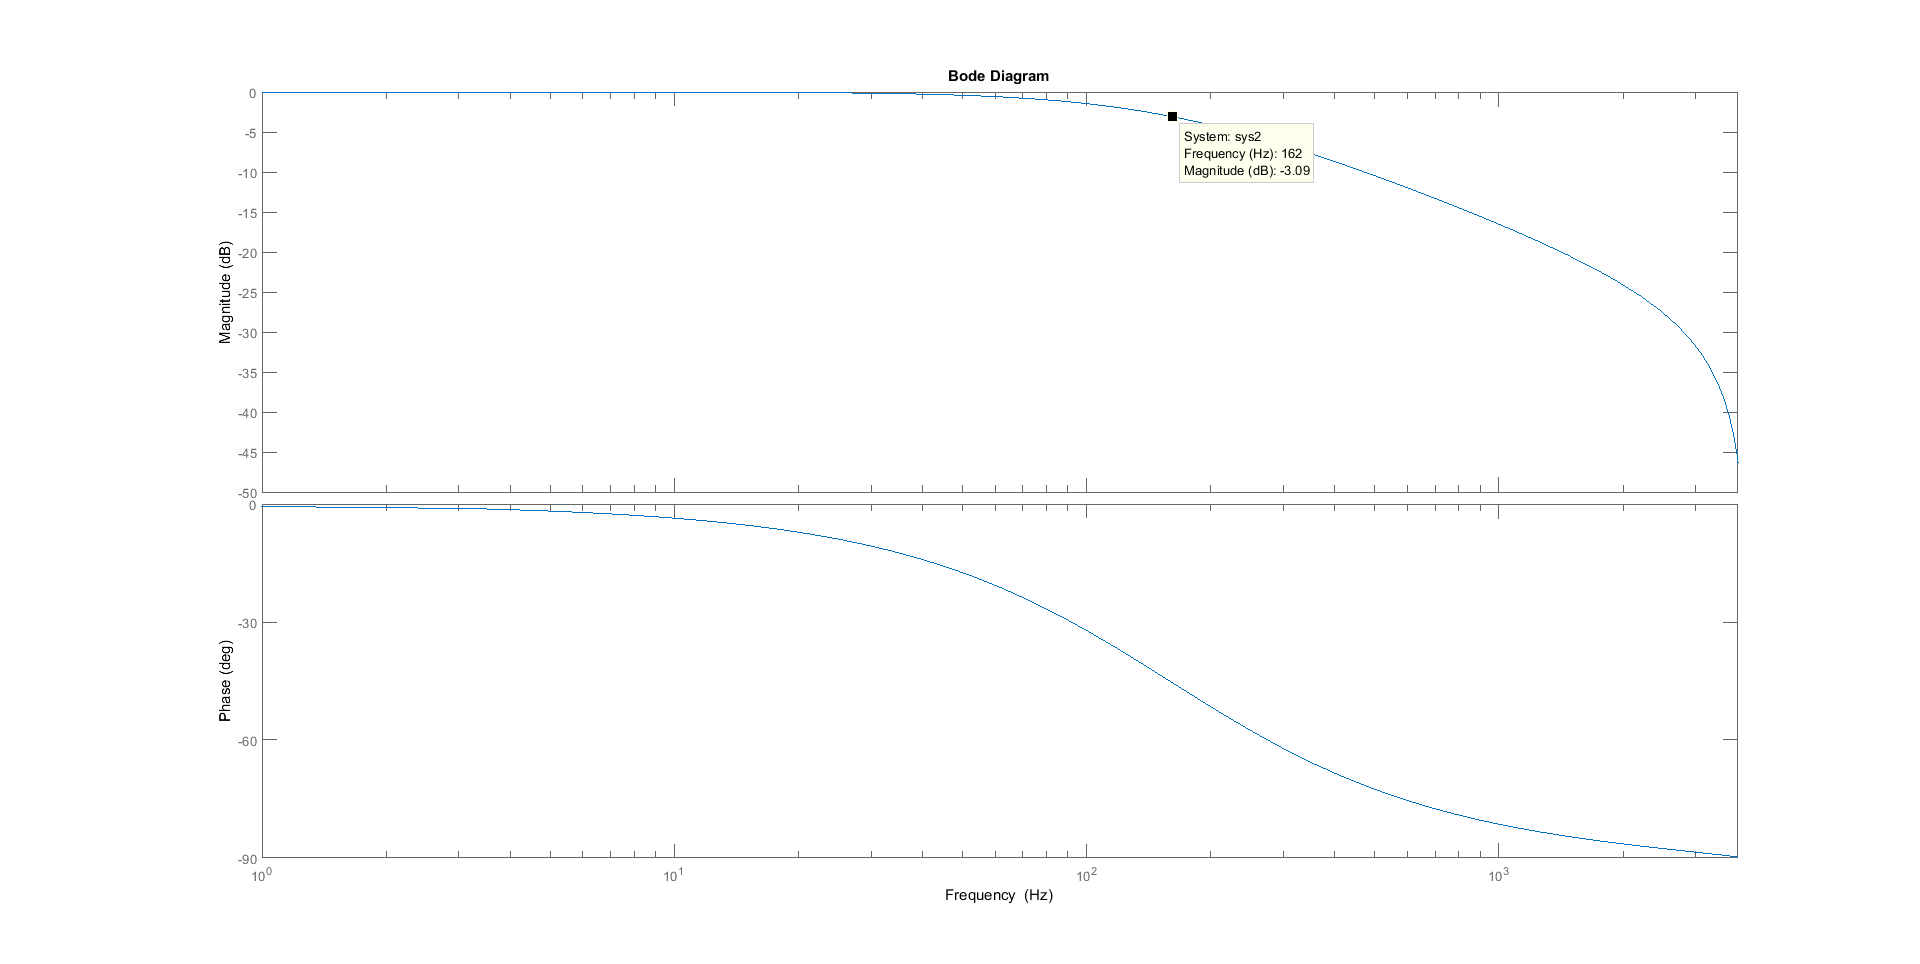 Bode Diagram
0
-5
-10
-15
-20
-25
-30
-35
-40
-45
-50
Magnitude (dB)
System: sys2
Frequency (Hz): 162
Magnitude (dB): -3.09
0
-30
-60
-90
Phase (deg)
10^0 10^1 10^2 10^3
Frequency (Hz)